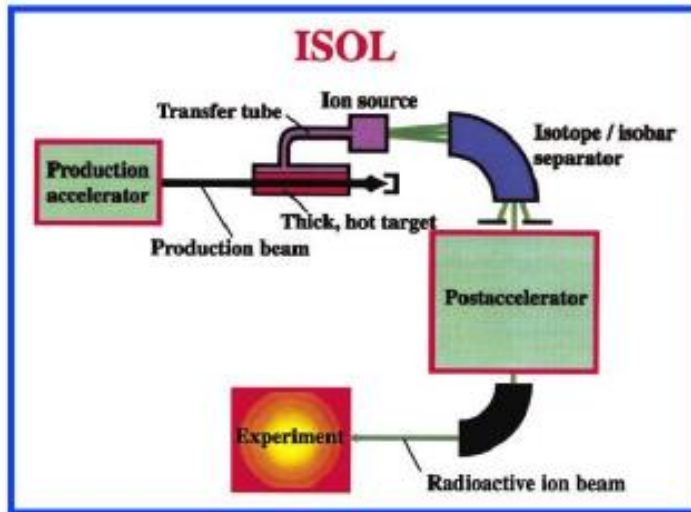 ISOL
Ion source
Transfer tube
Isotope / isobar
separator
Production
accelerator
Thick, hot target
Production beam
Postaccelerator
Experiment
Radioactive ion beam